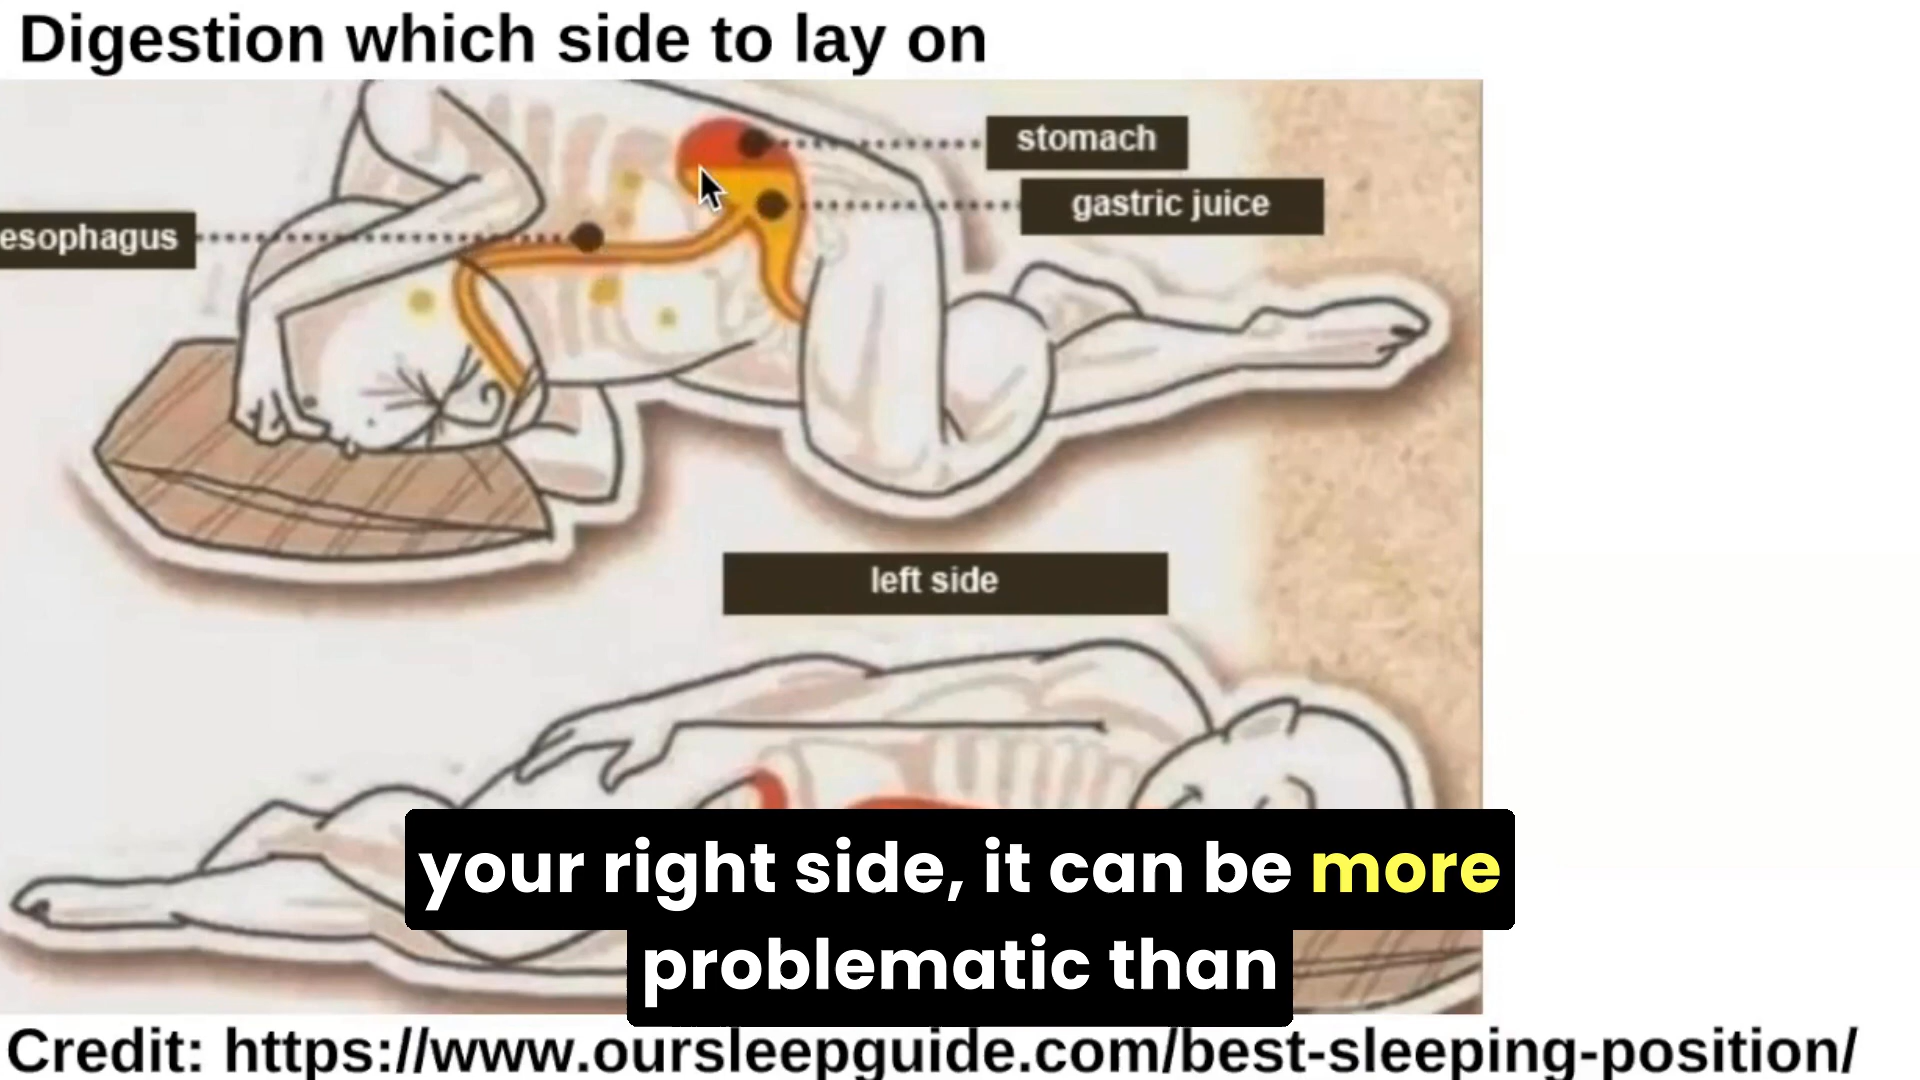 Digestion which side to lay on
stomach
gastric juice
esophagus
left side
your right side, it can be more
problematic than
Credit: https://www.oursleepguide.com/best-sleeping-position/